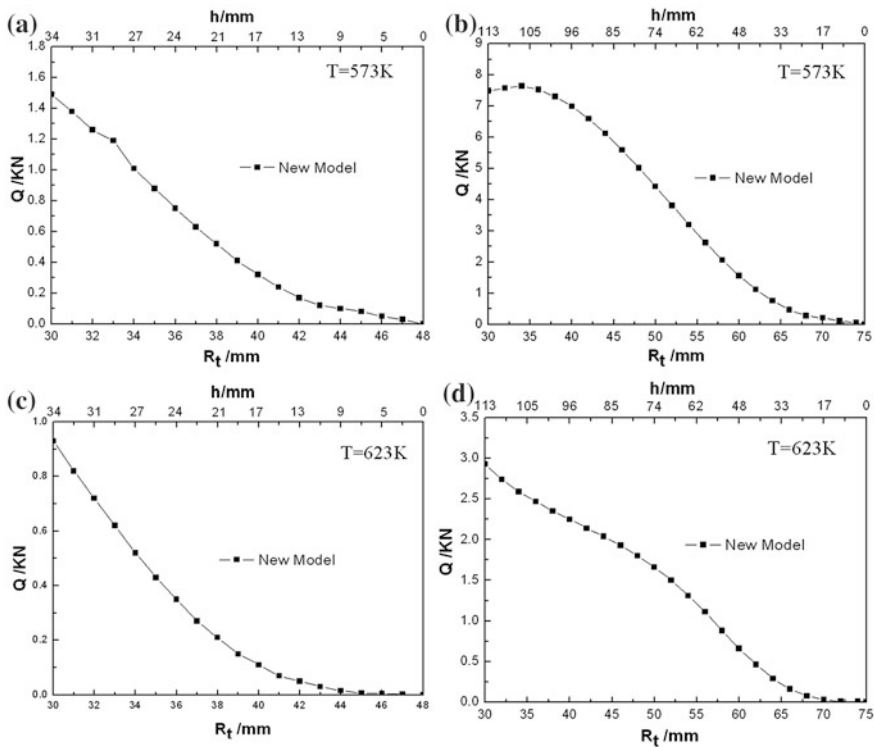 (a)
h/mm
34 31 29 27 24 21 17 13 9 5 0
1.8
1.6
1.4
1.2
1.0
0.8
0.6
0.4
0.2
0.0
Q /KN
T=573K
New Model
30 32 34 36 38 40 42 44 46 48
Rt /mm
(b)
h/mm
113 105 96 85 74 62 48 33 17 0
9
8
7
6
5
4
3
2
1
0
Q /KN
T=573K
New Model
30 35 40 45 50 55 60 65 70 75
Rt /mm
(c)
h/mm
34 31 27 24 21 17 13 9 5 0
1.0
0.8
0.6
0.4
0.2
0.0
Q /KN
T=623K
New Model
30 32 34 36 38 40 42 44 46 48
Rt /mm
(d)
h/mm
113 105 96 85 74 62 48 33 17 0
3.5
3.0
2.5
2.0
1.5
1.0
0.5
0.0
Q /KN
T=623K
New Model
30 35 40 45 50 55 60 65 70 75
Rt /mm